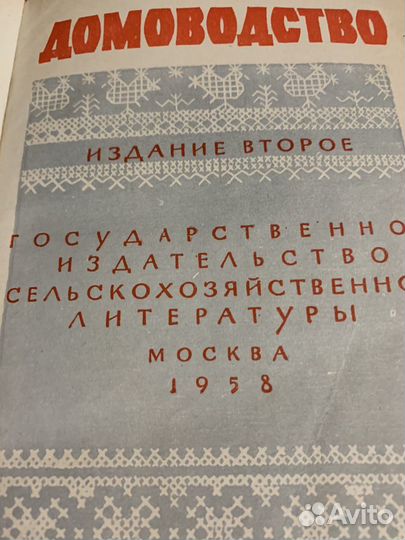 ДОМОВОДСТВО
ИЗДАНИЕ ВТОРОЕ
ГОСУДАРСТВЕННО
ИЗДАТЕЛЬСТВО
СЕЛЬСКОХОЗЯЙСТВЕННО
ЛИТЕРАТУРЫ
МОСКВА
1958
Avito